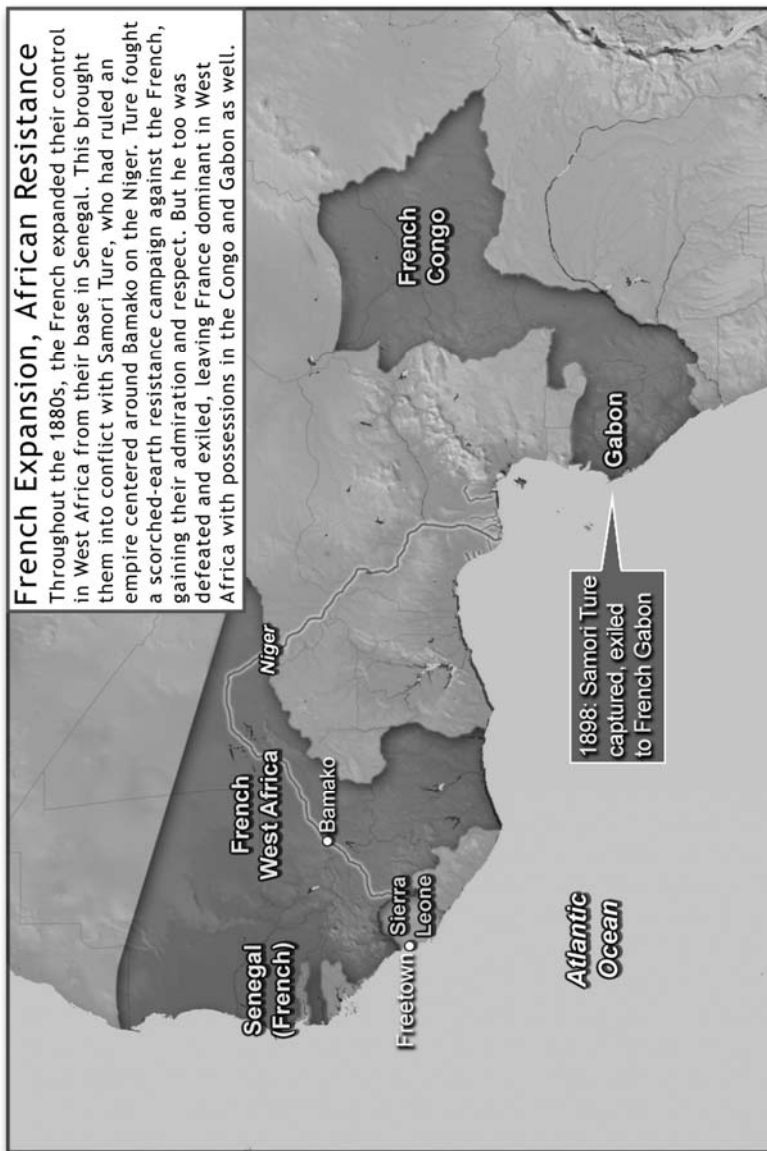 French Expansion, African Resistance
Throughout the 1880s, the French expanded their control
in West Africa from their base in Senegal. This brought
them into conflict with Samori Ture, who had ruled an
empire centered around Bamako on the Niger. Ture fought
a scorched-earth resistance campaign against the French,
gaining their admiration and respect. But he too was
defeated and exiled, leaving France dominant in West
Africa with possessions in the Congo and Gabon as well.
Senegal
(French)
French
West Africa
Niger
Bamako
Freetown
Sierra
Leone
French
Congo
Gabon
1898: Samori Ture
captured, exiled
to French Gabon
Atlantic
Ocean